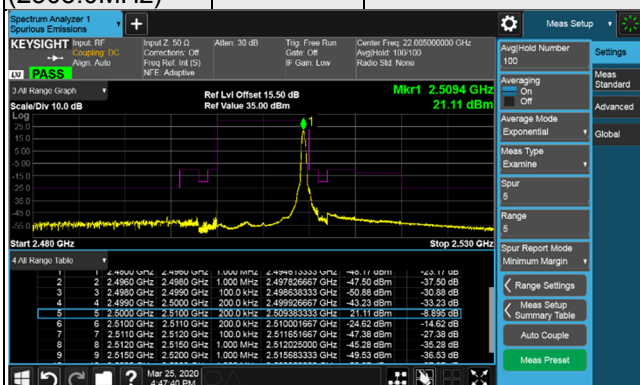 (2505.0MHz)
Spectrum Analyzer 1
Spurious Emissions
Meas Setup
KEYSIGHT
Input: RF
Coupling: DC
Align: Auto
Input Z: 50 Ω
Corrections: Off
Freq Ref: Int (S)
NFE: Adaptive
Atten: 30 dB
Trig: Free Run
Gate: Off
IF Gain: Low
Center Freq: 22.005000000 GHz
Avg|Hold: 100/100
Radio Std: None
LXI PASS
3 All Range Graph
Scale/Div 10.0 dB
Ref Lvl Offset 15.50 dB
Ref Value 35.00 dBm
Mkr1 2.5094 GHz
21.11 dBm
Log
25.0
15.0
5.00
-5.00
-15.0
-25.0
-35.0
-45.0
-55.0
1
Start 2.480 GHz
Stop 2.530 GHz
4 All Range Table
1 1 2.4800 GHz 2.4960 GHz 1.000 MHz 2.494613333 GHz -48.17 dBm -23.17 dB
2 2 2.4960 GHz 2.4980 GHz 1.000 MHz 2.497826667 GHz -47.50 dBm -37.50 dB
3 3 2.4980 GHz 2.4990 GHz 200.0 kHz 2.498638333 GHz -50.88 dBm -30.88 dB
4 4 2.4990 GHz 2.5000 GHz 200.0 kHz 2.499926667 GHz -43.23 dBm -33.23 dB
5 5 2.5000 GHz 2.5100 GHz 200.0 kHz 2.509383333 GHz 21.11 dBm -8.895 dB
6 6 2.5100 GHz 2.5110 GHz 200.0 kHz 2.510001667 GHz -24.62 dBm -14.62 dB
7 7 2.5110 GHz 2.5120 GHz 100.0 kHz 2.511651667 GHz -47.38 dBm -27.38 dB
8 8 2.5120 GHz 2.5150 GHz 1.000 MHz 2.512025000 GHz -45.28 dBm -35.28 dB
9 9 2.5150 GHz 2.5200 GHz 1.000 MHz 2.515683333 GHz -49.53 dBm -36.53 dB
Mar 25, 2020
4:47:40 PM
Avg|Hold Number
100
Averaging
On
Off
Average Mode
Exponential
Meas Type
Examine
Spur
5
Range
5
Spur Report Mode
Minimum Margin
Range Settings
Meas Setup
Summary Table
Auto Couple
Meas Preset
Settings
Meas
Standard
Advanced
Global